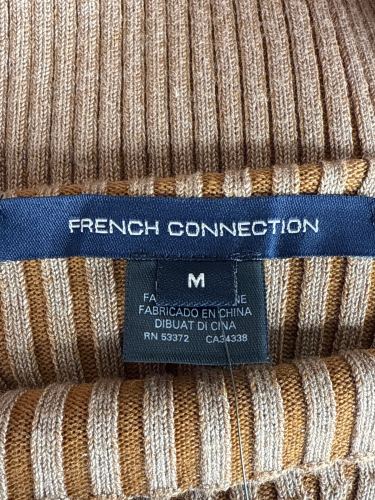 FRENCH CONNECTION
M
FABRICADO EN CHINA
DIBUAT DI CINA
RN 53372 CA34338